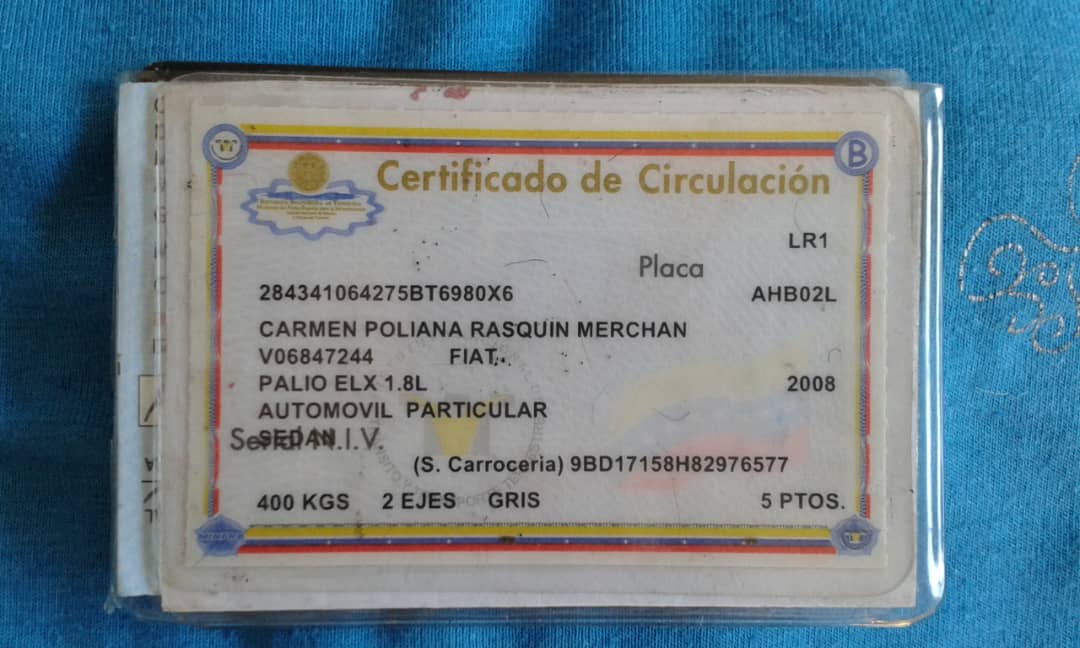 Certificado de Circulación
B
LR1
Placa
284341064275BT6980X6 AHB02L
CARMEN POLIANA RASQUIN MERCHAN
V06847244 FIAT
PALIO ELX 1.8L 2008
AUTOMOVIL PARTICULAR
SEDAN
Serial N.I.V.
(S. Carroceria) 9BD17158H82976577
400 KGS 2 EJES GRIS 5 PTOS.